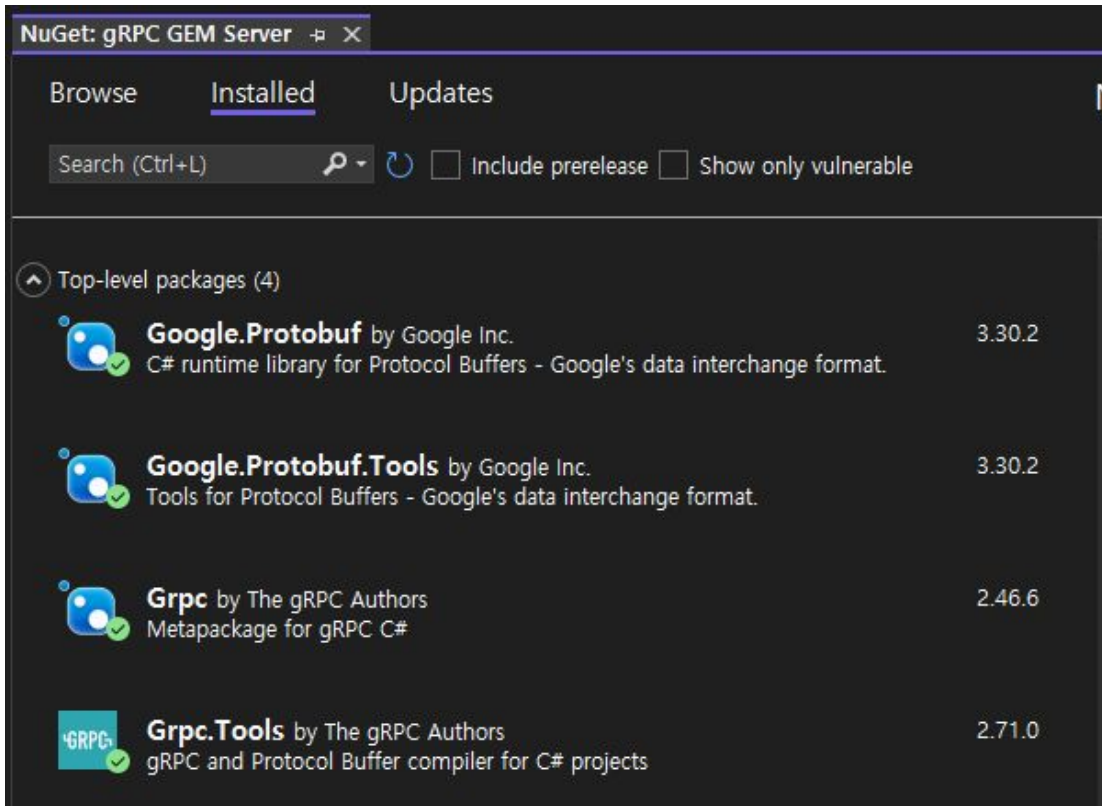 NuGet: gRPC GEM Server
Browse Installed Updates
Search (Ctrl+L) Include prerelease Show only vulnerable
Top-level packages (4)
Google.Protobuf by Google Inc. 3.30.2
C# runtime library for Protocol Buffers - Google's data interchange format.
Google.Protobuf.Tools by Google Inc. 3.30.2
Tools for Protocol Buffers - Google's data interchange format.
Grpc by The gRPC Authors 2.46.6
Metapackage for gRPC C#
GRPC
Grpc.Tools by The gRPC Authors 2.71.0
gRPC and Protocol Buffer compiler for C# projects